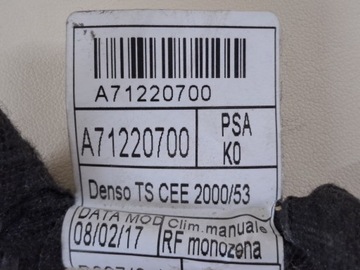 A71220700
A71220700 PSA K0
Denso TS CEE 2000/53
DATA MOD Clim.manuale
08/02/17 RF monozona